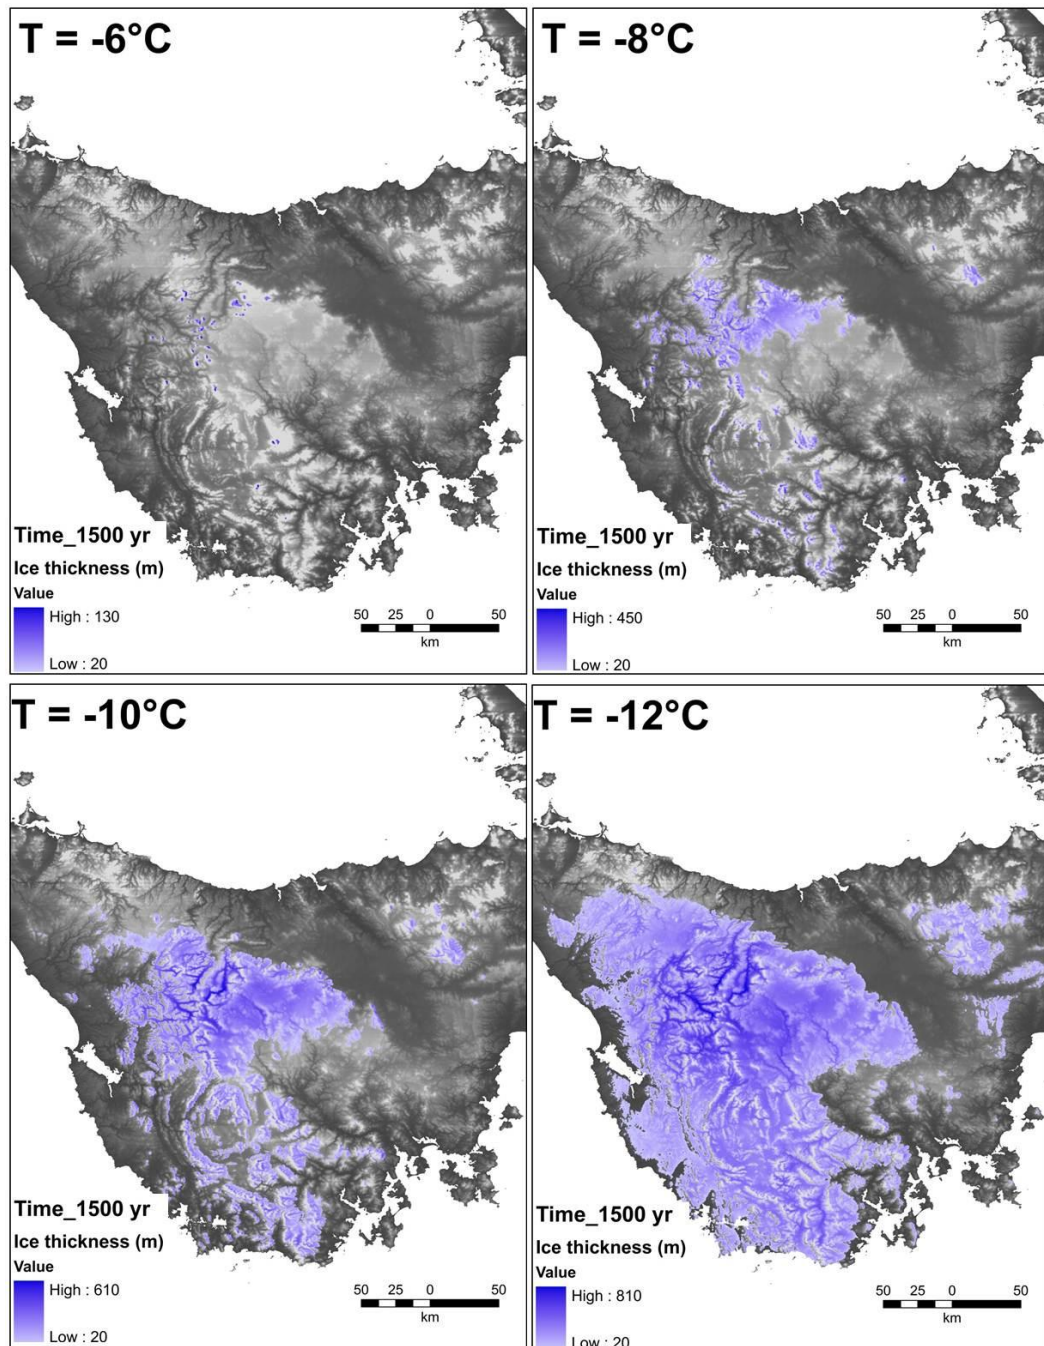 T = -6°C
Time_1500 yr
Ice thickness (m)
Value
High : 130
Low : 20
50 25 0 50
km
T = -8°C
Time_1500 yr
Ice thickness (m)
Value
High : 450
Low : 20
50 25 0 50
km
T = -10°C
Time_1500 yr
Ice thickness (m)
Value
High : 610
Low : 20
50 25 0 50
km
T = -12°C
Time_1500 yr
Ice thickness (m)
Value
High : 810
Low : 20
50 25 0 50
km